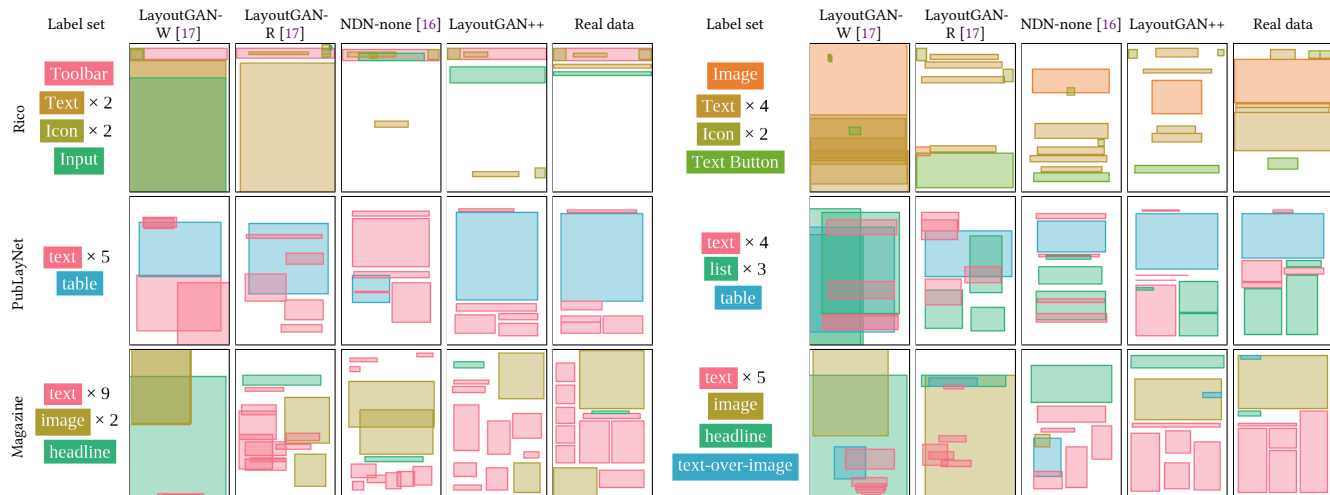 Label set
LayoutGAN-
W [17]
LayoutGAN-
R [17]
NDN-none [16]
LayoutGAN++
Real data
Label set
LayoutGAN-
W [17]
LayoutGAN-
R [17]
NDN-none [16]
LayoutGAN++
Real data
Rico
Toolbar
Text × 2
Icon × 2
Input
Image
Text × 4
Icon × 2
Text Button
PubLayNet
text × 5
table
text × 4
list × 3
table
Magazine
text × 9
image × 2
headline
text × 5
image
headline
text-over-image